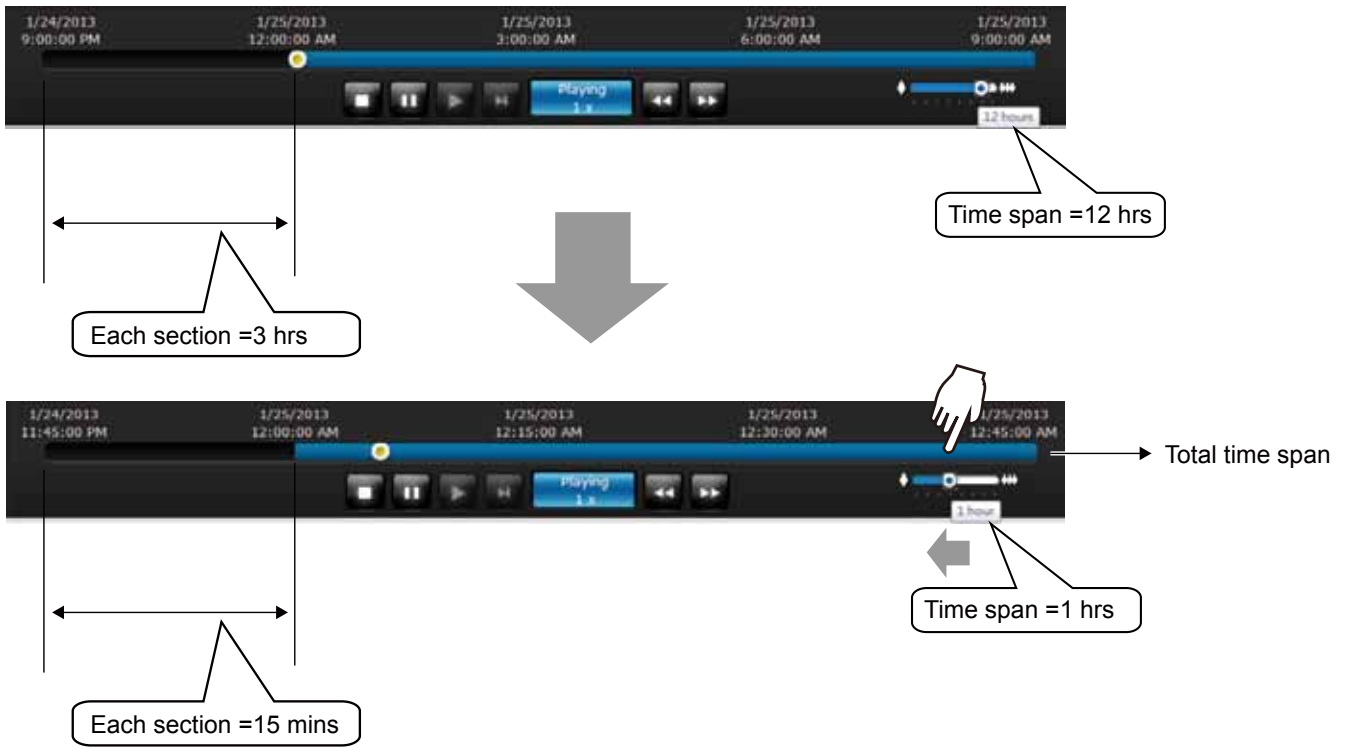 1/24/2013 1/25/2013 1/25/2013 1/25/2013 1/25/2013
9:00:00 PM 12:00:00 AM 3:00:00 AM 6:00:00 AM 9:00:00 AM
Playing
1 x
12 hours
Time span =12 hrs
Each section =3 hrs
1/24/2013 1/25/2013 1/25/2013 1/25/2013 1/25/2013
11:45:00 PM 12:00:00 AM 12:15:00 AM 12:30:00 AM 12:45:00 AM
Total time span
Playing
1 x
1 hour
Time span =1 hrs
Each section =15 mins